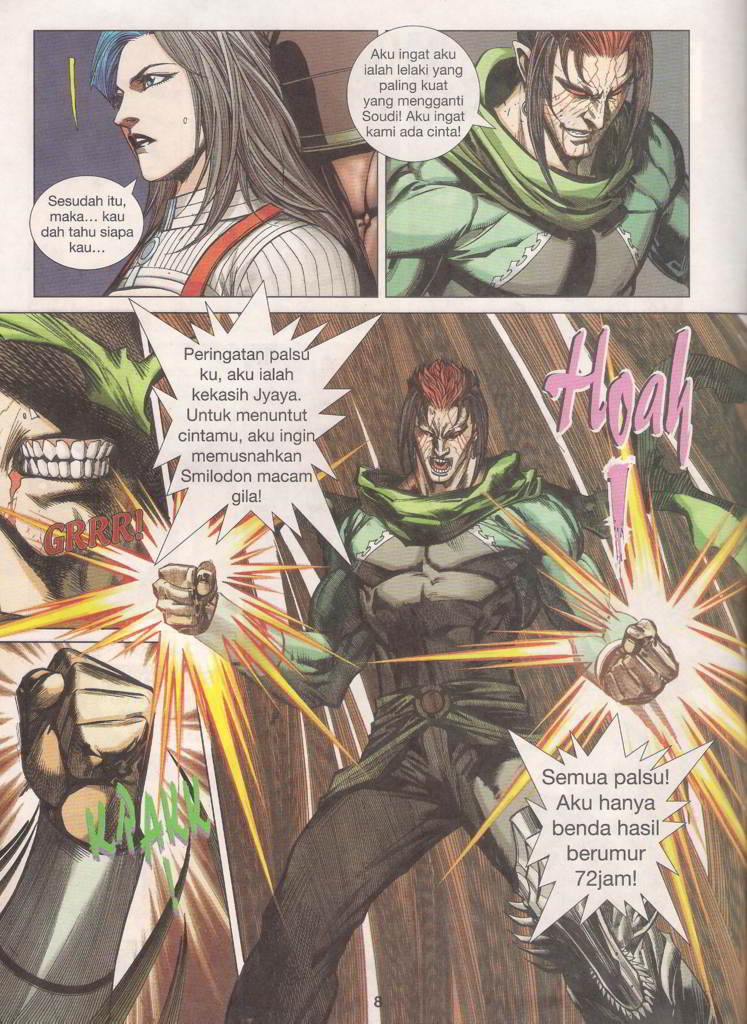 !
Sesudah itu,
maka... kau
dah tahu siapa
kau...
Aku ingat aku
ialah lelaki yang
paling kuat
yang mengganti
Soudi! Aku ingat
kami ada cinta!
Peringatan palsu
ku, aku ialah
kekasih Jyaya.
Untuk menuntut
cintamu, aku ingin
memusnahkan
Smilodon macam
gila!
Hoah
!
GRRR!
KRAKK
!
Semua palsu!
Aku hanya
benda hasil
berumur
72jam!
8